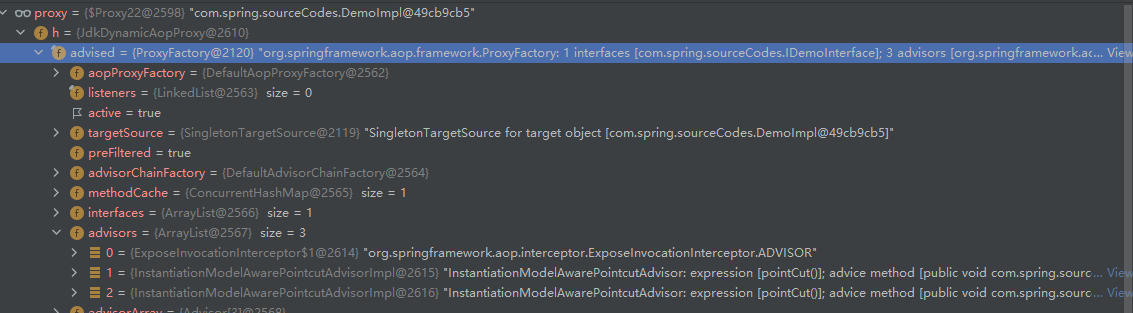 proxy = {$Proxy22@2598} "com.spring.sourceCodes.DemoImpl@49cb9cb5"
h = {JdkDynamicAopProxy@2610}
advised = {ProxyFactory@2120} "org.springframework.aop.framework.ProxyFactory: 1 interfaces [com.spring.sourceCodes.IDemoInterface]; 3 advisors [org.springframework.ac... View
aopProxyFactory = {DefaultAopProxyFactory@2562}
listeners = {LinkedList@2563} size = 0
active = true
targetSource = {SingletonTargetSource@2119} "SingletonTargetSource for target object [com.spring.sourceCodes.DemoImpl@49cb9cb5]"
preFiltered = true
advisorChainFactory = {DefaultAdvisorChainFactory@2564}
methodCache = {ConcurrentHashMap@2565} size = 1
interfaces = {ArrayList@2566} size = 1
advisors = {ArrayList@2567} size = 3
0 = {ExposeInvocationInterceptor$1@2614} "org.springframework.aop.interceptor.ExposeInvocationInterceptor.ADVISOR"
1 = {InstantiationModelAwarePointcutAdvisorImpl@2615} "InstantiationModelAwarePointcutAdvisor: expression [pointCut()]; advice method [public void com.spring.sourc... View
2 = {InstantiationModelAwarePointcutAdvisorImpl@2616} "InstantiationModelAwarePointcutAdvisor: expression [pointCut()]; advice method [public void com.spring.sourc... View
advisorArray = {Advisor[3]@2568}